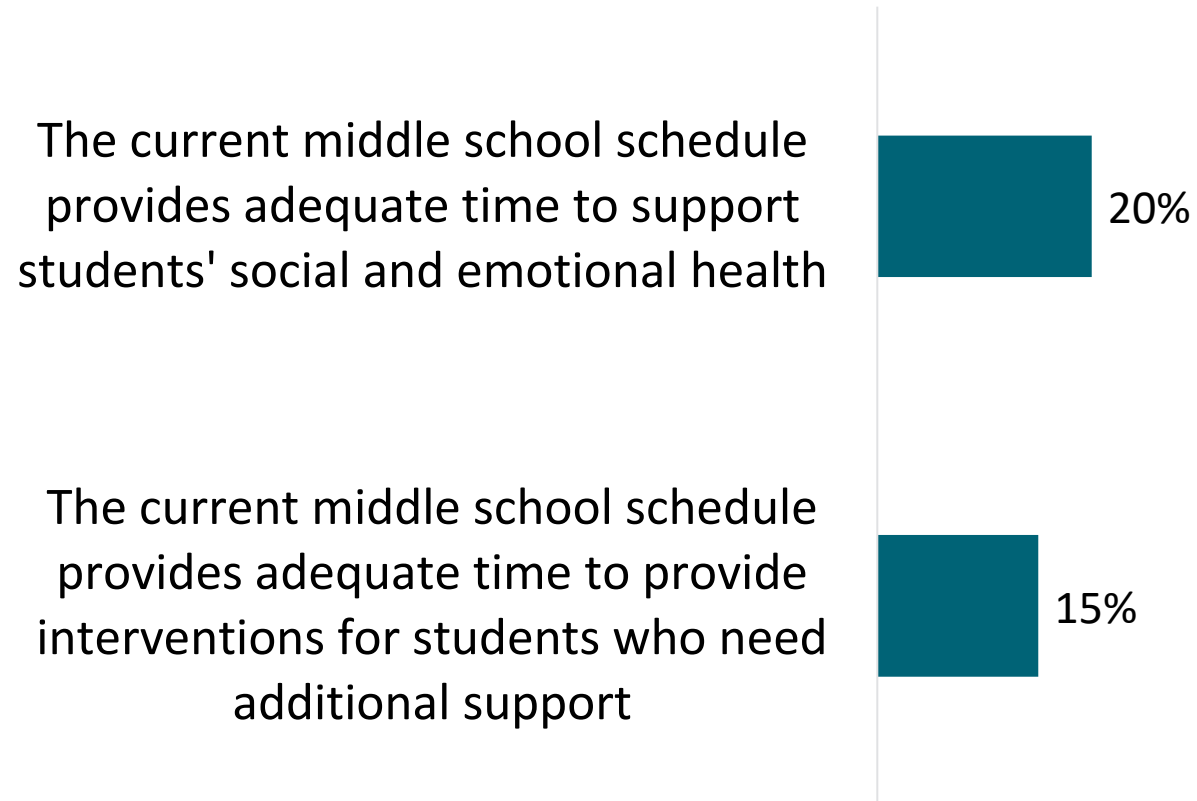 The current middle school schedule
provides adequate time to support
students' social and emotional health
20%
The current middle school schedule
provides adequate time to provide
interventions for students who need
additional support
15%